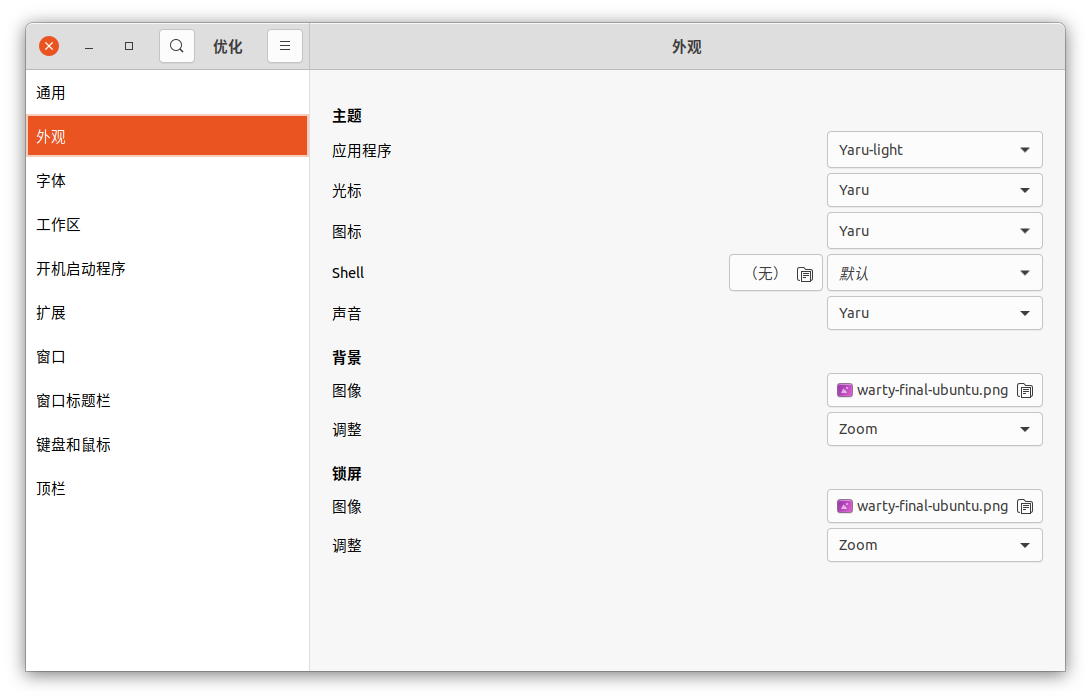 优化
外观
通用
外观
字体
工作区
开机启动程序
扩展
窗口
窗口标题栏
键盘和鼠标
顶栏
主题
应用程序 Yaru-light
光标 Yaru
图标 Yaru
Shell （无） 默认
声音 Yaru
背景
图像 warty-final-ubuntu.png
调整 Zoom
锁屏
图像 warty-final-ubuntu.png
调整 Zoom